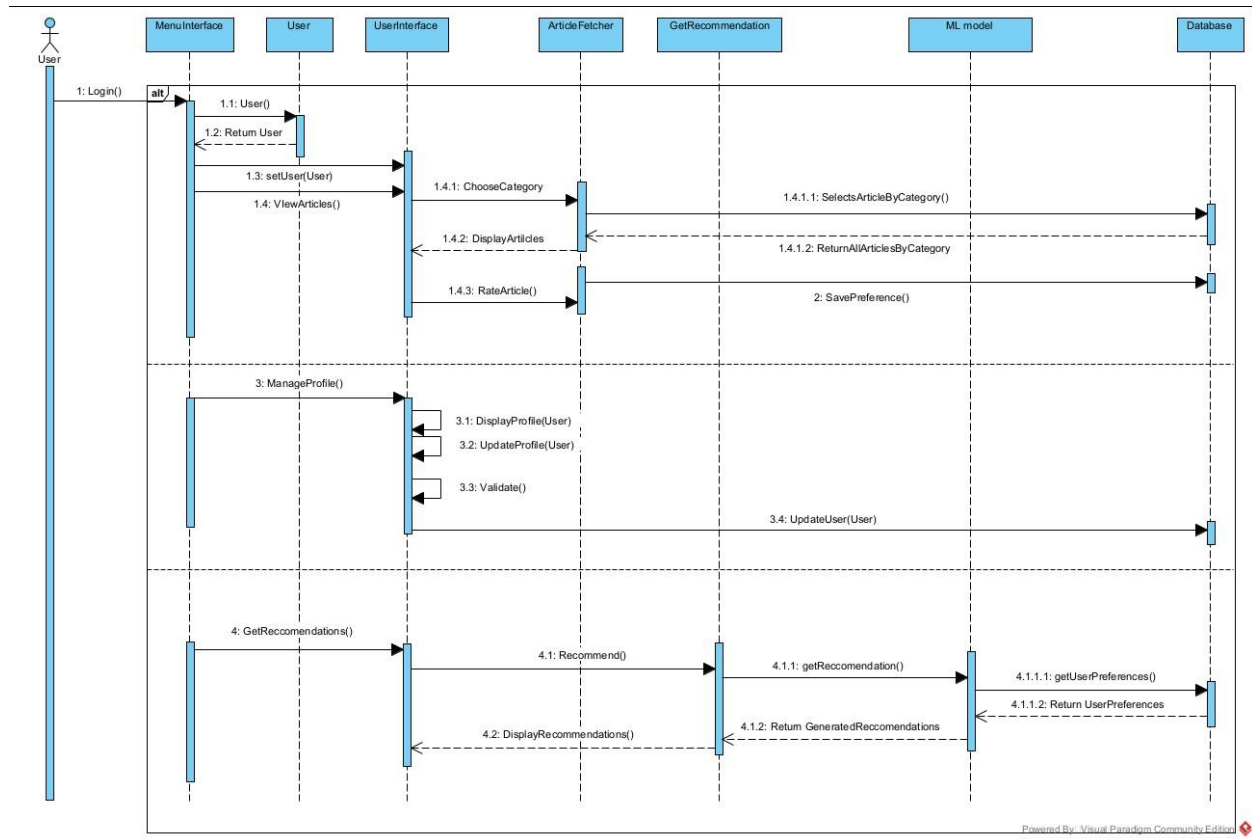 MenuInterface
User
UserInterface
ArticleFetcher
GetRecommendation
ML model
Database
User
1: Login()
alt
1.1: User()
1.2: Return User
1.3: setUser(User)
1.4: VIewArticles()
1.4.1: ChooseCategory
1.4.1.1: SelectsArticleByCategory()
1.4.2: DisplayArtilcles
1.4.1.2: ReturnAllArticlesByCategory
1.4.3: RateArticle()
2: SavePreference()
3: ManageProfile()
3.1: DisplayProfile(User)
3.2: UpdateProfile(User)
3.3: Validate()
3.4: UpdateUser(User)
4: GetReccomendations()
4.1: Recommend()
4.1.1: getReccomendation()
4.1.1.1: getUserPreferences()
4.1.1.2: Return UserPreferences
4.1.2: Return GeneratedReccomendations
4.2: DisplayRecommendations()
Powered By: Visual Paradigm Community Edition